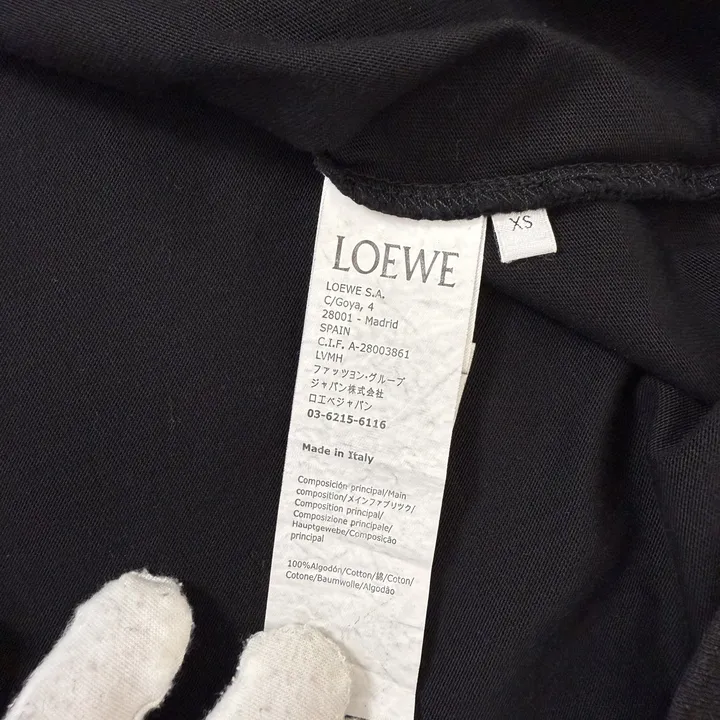 XS
LOEWE
LOEWE S.A.
C/Goya, 4
28001 - Madrid
SPAIN
C.I.F. A-28003861
LVMH
ファッツヨン・グループ
ジャパン株式会社
ロエベジャパン
03-6215-6116
Made in Italy
Composición principal/Main
composition/メインファブリック/
Composition principal/
Composizione principale/
Hauptgewebe/Composição
principal
100%Algodón/Cotton/綿/Coton/
Cotone/Baumwolle/Algodão